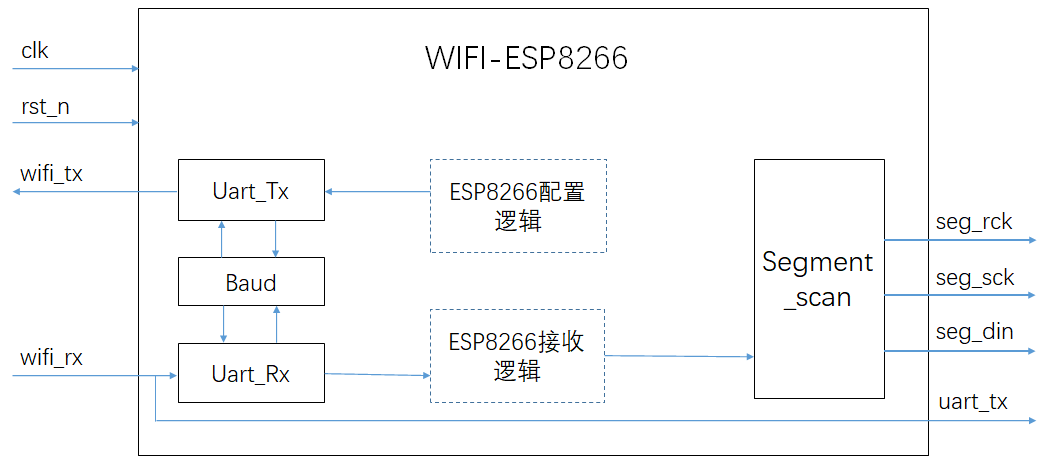 clk
WIFI-ESP8266
rst_n
wifi_tx
Uart_Tx
ESP8266配置
逻辑
seg_rck
Segment
_scan
Baud
seg_sck
seg_din
wifi_rx
Uart_Rx
ESP8266接收
逻辑
uart_tx